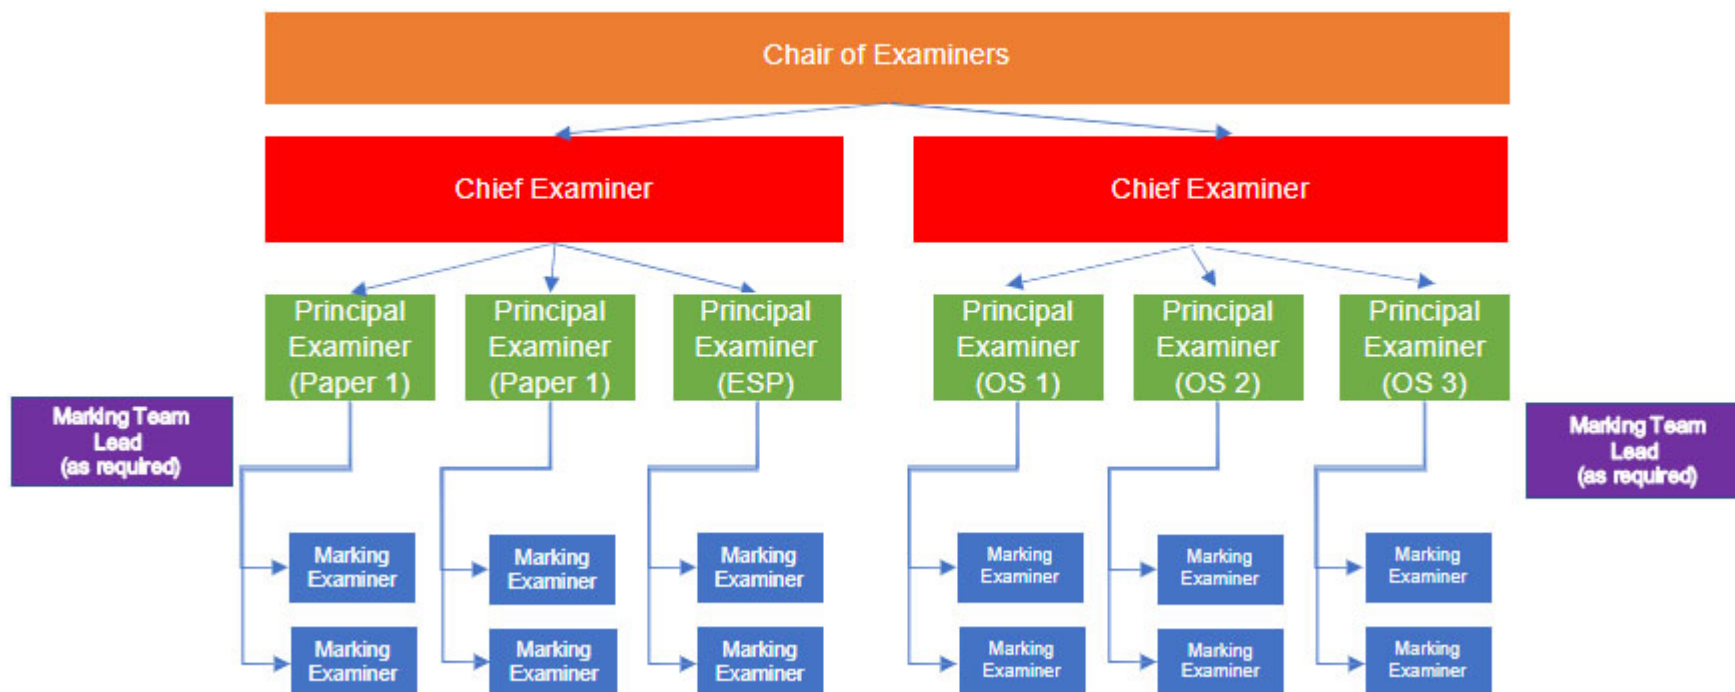 Chair of Examiners
Chief Examiner
Chief Examiner
Principal
Examiner
(Paper 1)
Principal
Examiner
(Paper 1)
Principal
Examiner
(ESP)
Principal
Examiner
(OS 1)
Principal
Examiner
(OS 2)
Principal
Examiner
(OS 3)
Marking Team
Lead
(as required)
Marking Team
Lead
(as required)
Marking
Examiner
Marking
Examiner
Marking
Examiner
Marking
Examiner
Marking
Examiner
Marking
Examiner
Marking
Examiner
Marking
Examiner
Marking
Examiner
Marking
Examiner
Marking
Examiner
Marking
Examiner